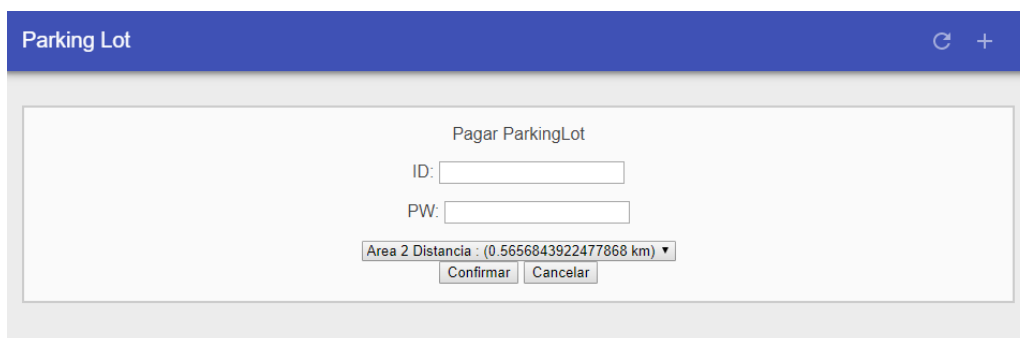 Parking Lot
Pagar ParkingLot
ID:
PW:
Area 2 Distancia : (0.5656843922477868 km)
Confirmar Cancelar